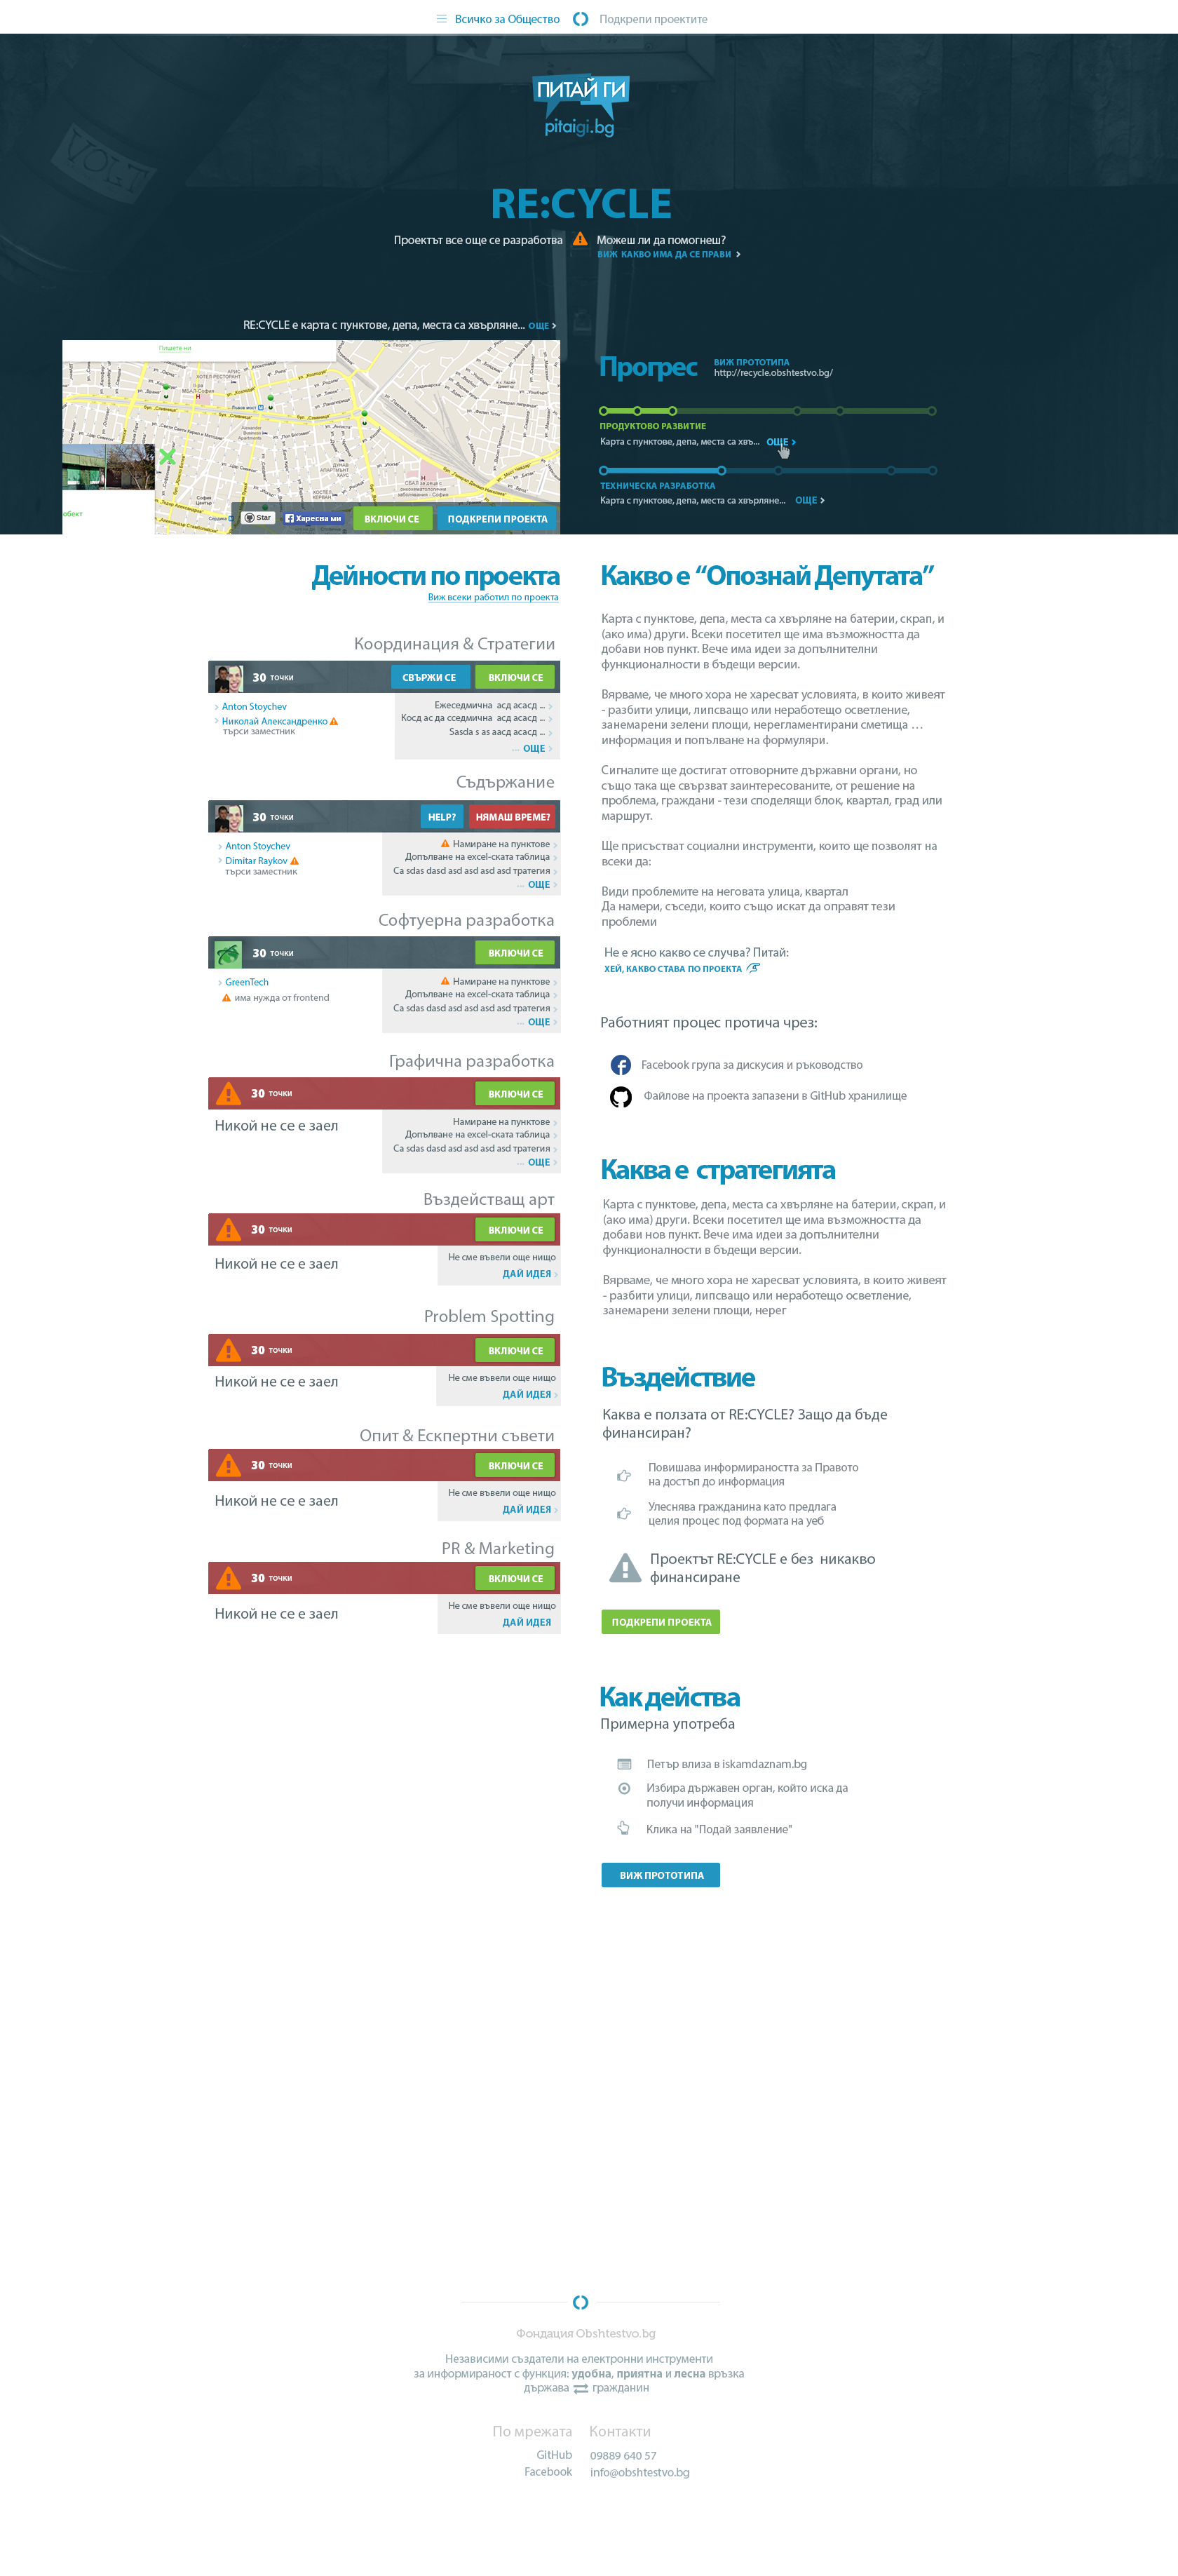 Всичко за Общество
Подкрепи проектите
ПИТАЙ ГИ
pitaigi.bg
RE:CYCLE
Проектът все още се разработва
Можеш ли да помогнеш?
ВИЖ КАКВО ИМА ДА СЕ ПРАВИ
RE:CYCLE е карта с пунктове, депа, места са хвърляне... ОЩЕ
Пишете ни
обект
Star
Харесва ми
ВКЛЮЧИ СЕ
ПОДКРЕПИ ПРОЕКТА
Прогрес
ВИЖ ПРОТОТИПА
http://recycle.obshtestvo.bg/
ПРОДУКТОВО РАЗВИТИЕ
Карта с пунктове, депа, места са хвъ... ОЩЕ
ТЕХНИЧЕСКА РАЗРАБОТКА
Карта с пунктове, депа, места са хвърляне... ОЩЕ
Дейности по проекта
Виж всеки работил по проекта
Координация & Стратегии
30 точки
СВЪРЖИ СЕ
ВКЛЮЧИ СЕ
Anton Stoychev
Николай Александренко
търси заместник
Ежеседмична асд асасд ...
Косд ас да сседмична асд асасд ...
Sasda s as аасд асасд ...
... ОЩЕ
Съдържание
30 точки
HELP?
НЯМАШ ВРЕМЕ?
Anton Stoychev
Dimitar Raykov
търси заместник
Намиране на пунктове
Допълване на excel-ската таблица
Са sdas dasd asd asd asd asd тратегия
... ОЩЕ
Софтуерна разработка
30 точки
ВКЛЮЧИ СЕ
GreenTech
има нужда от frontend
Намиране на пунктове
Допълване на excel-ската таблица
Са sdas dasd asd asd asd asd тратегия
... ОЩЕ
Графична разработка
30 точки
ВКЛЮЧИ СЕ
Никой не се е заел
Намиране на пунктове
Допълване на excel-ската таблица
Са sdas dasd asd asd asd asd тратегия
... ОЩЕ
Въздействащ арт
30 точки
ВКЛЮЧИ СЕ
Никой не се е заел
Не сме въвели още нищо
ДАЙ ИДЕЯ
Problem Spotting
30 точки
ВКЛЮЧИ СЕ
Никой не се е заел
Не сме въвели още нищо
ДАЙ ИДЕЯ
Опит & Ескпертни съвети
30 точки
ВКЛЮЧИ СЕ
Никой не се е заел
Не сме въвели още нищо
ДАЙ ИДЕЯ
PR & Marketing
30 точки
ВКЛЮЧИ СЕ
Никой не се е заел
Не сме въвели още нищо
ДАЙ ИДЕЯ
Какво е “Опознай Депутата”
Карта с пунктове, депа, места са хвърляне на батерии, скрап, и
(ако има) други. Всеки посетител ще има възможността да
добави нов пункт. Вече има идеи за допълнителни
функционалности в бъдещи версии.
Вярваме, че много хора не харесват условията, в които живеят
- разбити улици, липсващо или неработещо осветление,
занемарени зелени площи, нерегламентирани сметища …
информация и попълване на формуляри.
Сигналите ще достигат отговорните държавни органи, но
също така ще свързват заинтересованите, от решение на
проблема, граждани - тези споделящи блок, квартал, град или
маршрут.
Ще присъстват социални инструменти, които ще позволят на
всеки да:
Види проблемите на неговата улица, квартал
Да намери, съседи, които също искат да оправят тези
проблеми
Не е ясно какво се случва? Питай:
ХЕЙ, КАКВО СТАВА ПО ПРОЕКТА
Работният процес протича чрез:
Facebook група за дискусия и ръководство
Файлове на проекта запазени в GitHub хранилище
Каква е стратегията
Карта с пунктове, депа, места са хвърляне на батерии, скрап, и
(ако има) други. Всеки посетител ще има възможността да
добави нов пункт. Вече има идеи за допълнителни
функционалности в бъдещи версии.
Вярваме, че много хора не харесват условията, в които живеят
- разбити улици, липсващо или неработещо осветление,
занемарени зелени площи, нерег
Въздействие
Каква е ползата от RE:CYCLE? Защо да бъде
финансиран?
Повишава информираността за Правото
на достъп до информация
Улеснява гражданина като предлага
целия процес под формата на уеб
Проектът RE:CYCLE е без никакво
финансиране
ПОДКРЕПИ ПРОЕКТА
Как действа
Примерна употреба
Петър влиза в iskamdaznam.bg
Избира държавен орган, който иска да
получи информация
Клика на "Подай заявление"
ВИЖ ПРОТОТИПА
Фондация Obshtestvo.bg
Независими създатели на електронни инструменти
за информираност с функция: удобна, приятна и лесна връзка
държава гражданин
По мрежата
GitHub
Facebook
Контакти
09889 640 57
info@obshtestvo.bg